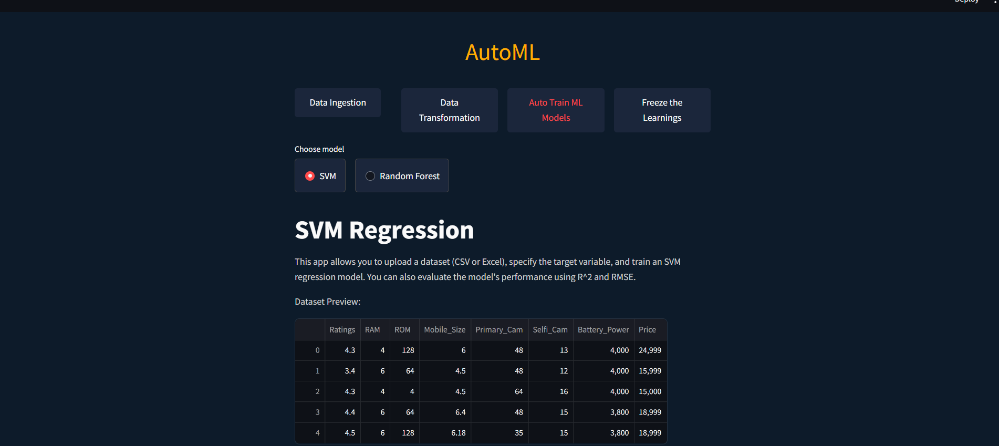 Deploy
AutoML
Data Ingestion
Data
Transformation
Auto Train ML
Models
Freeze the
Learnings
Choose model
SVM
Random Forest
SVM Regression
This app allows you to upload a dataset (CSV or Excel), specify the target variable, and train an SVM
regression model. You can also evaluate the model's performance using R^2 and RMSE.
Dataset Preview:
Ratings RAM ROM Mobile_Size Primary_Cam Selfi_Cam Battery_Power Price
0 4.3 4 128 6 48 13 4,000 24,999
1 3.4 6 64 4.5 48 12 4,000 15,999
2 4.3 4 4 4.5 64 16 4,000 15,000
3 4.4 6 64 6.4 48 15 3,800 18,999
4 4.5 6 128 6.18 35 15 3,800 18,999